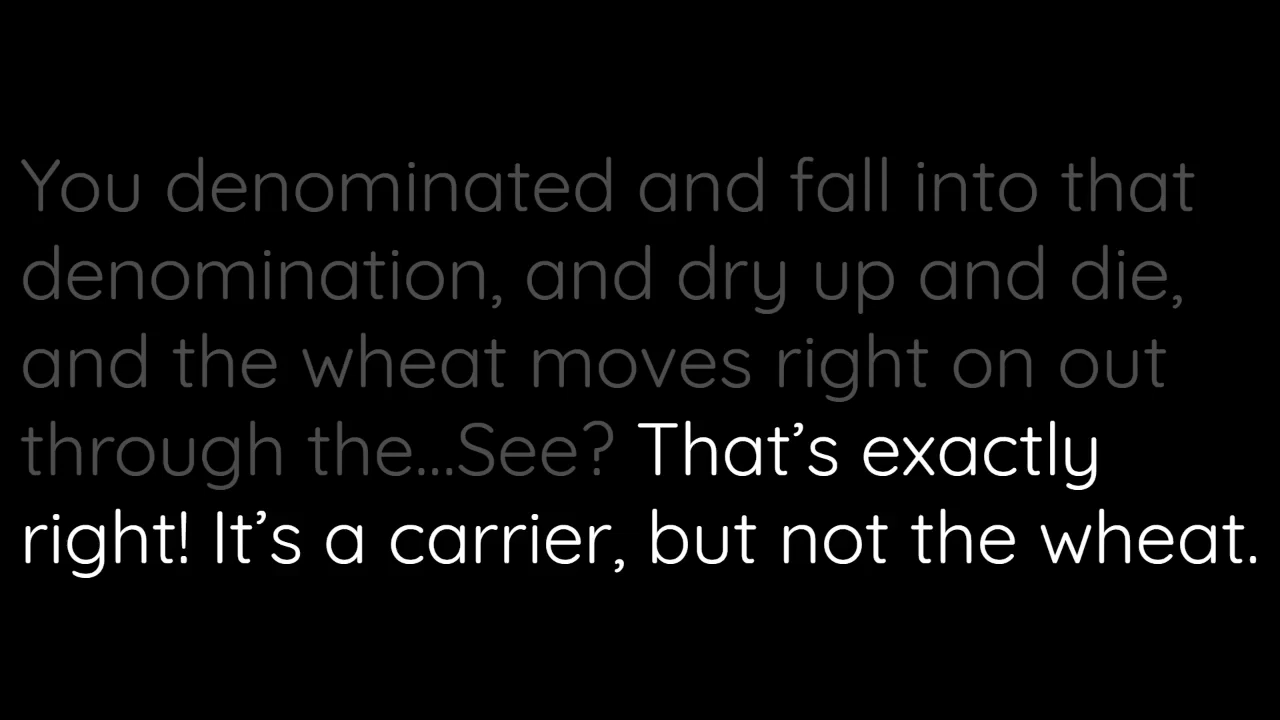 You denominated and fall into that
denomination, and dry up and die,
and the wheat moves right on out
through the...See? That’s exactly
right! It’s a carrier, but not the wheat.